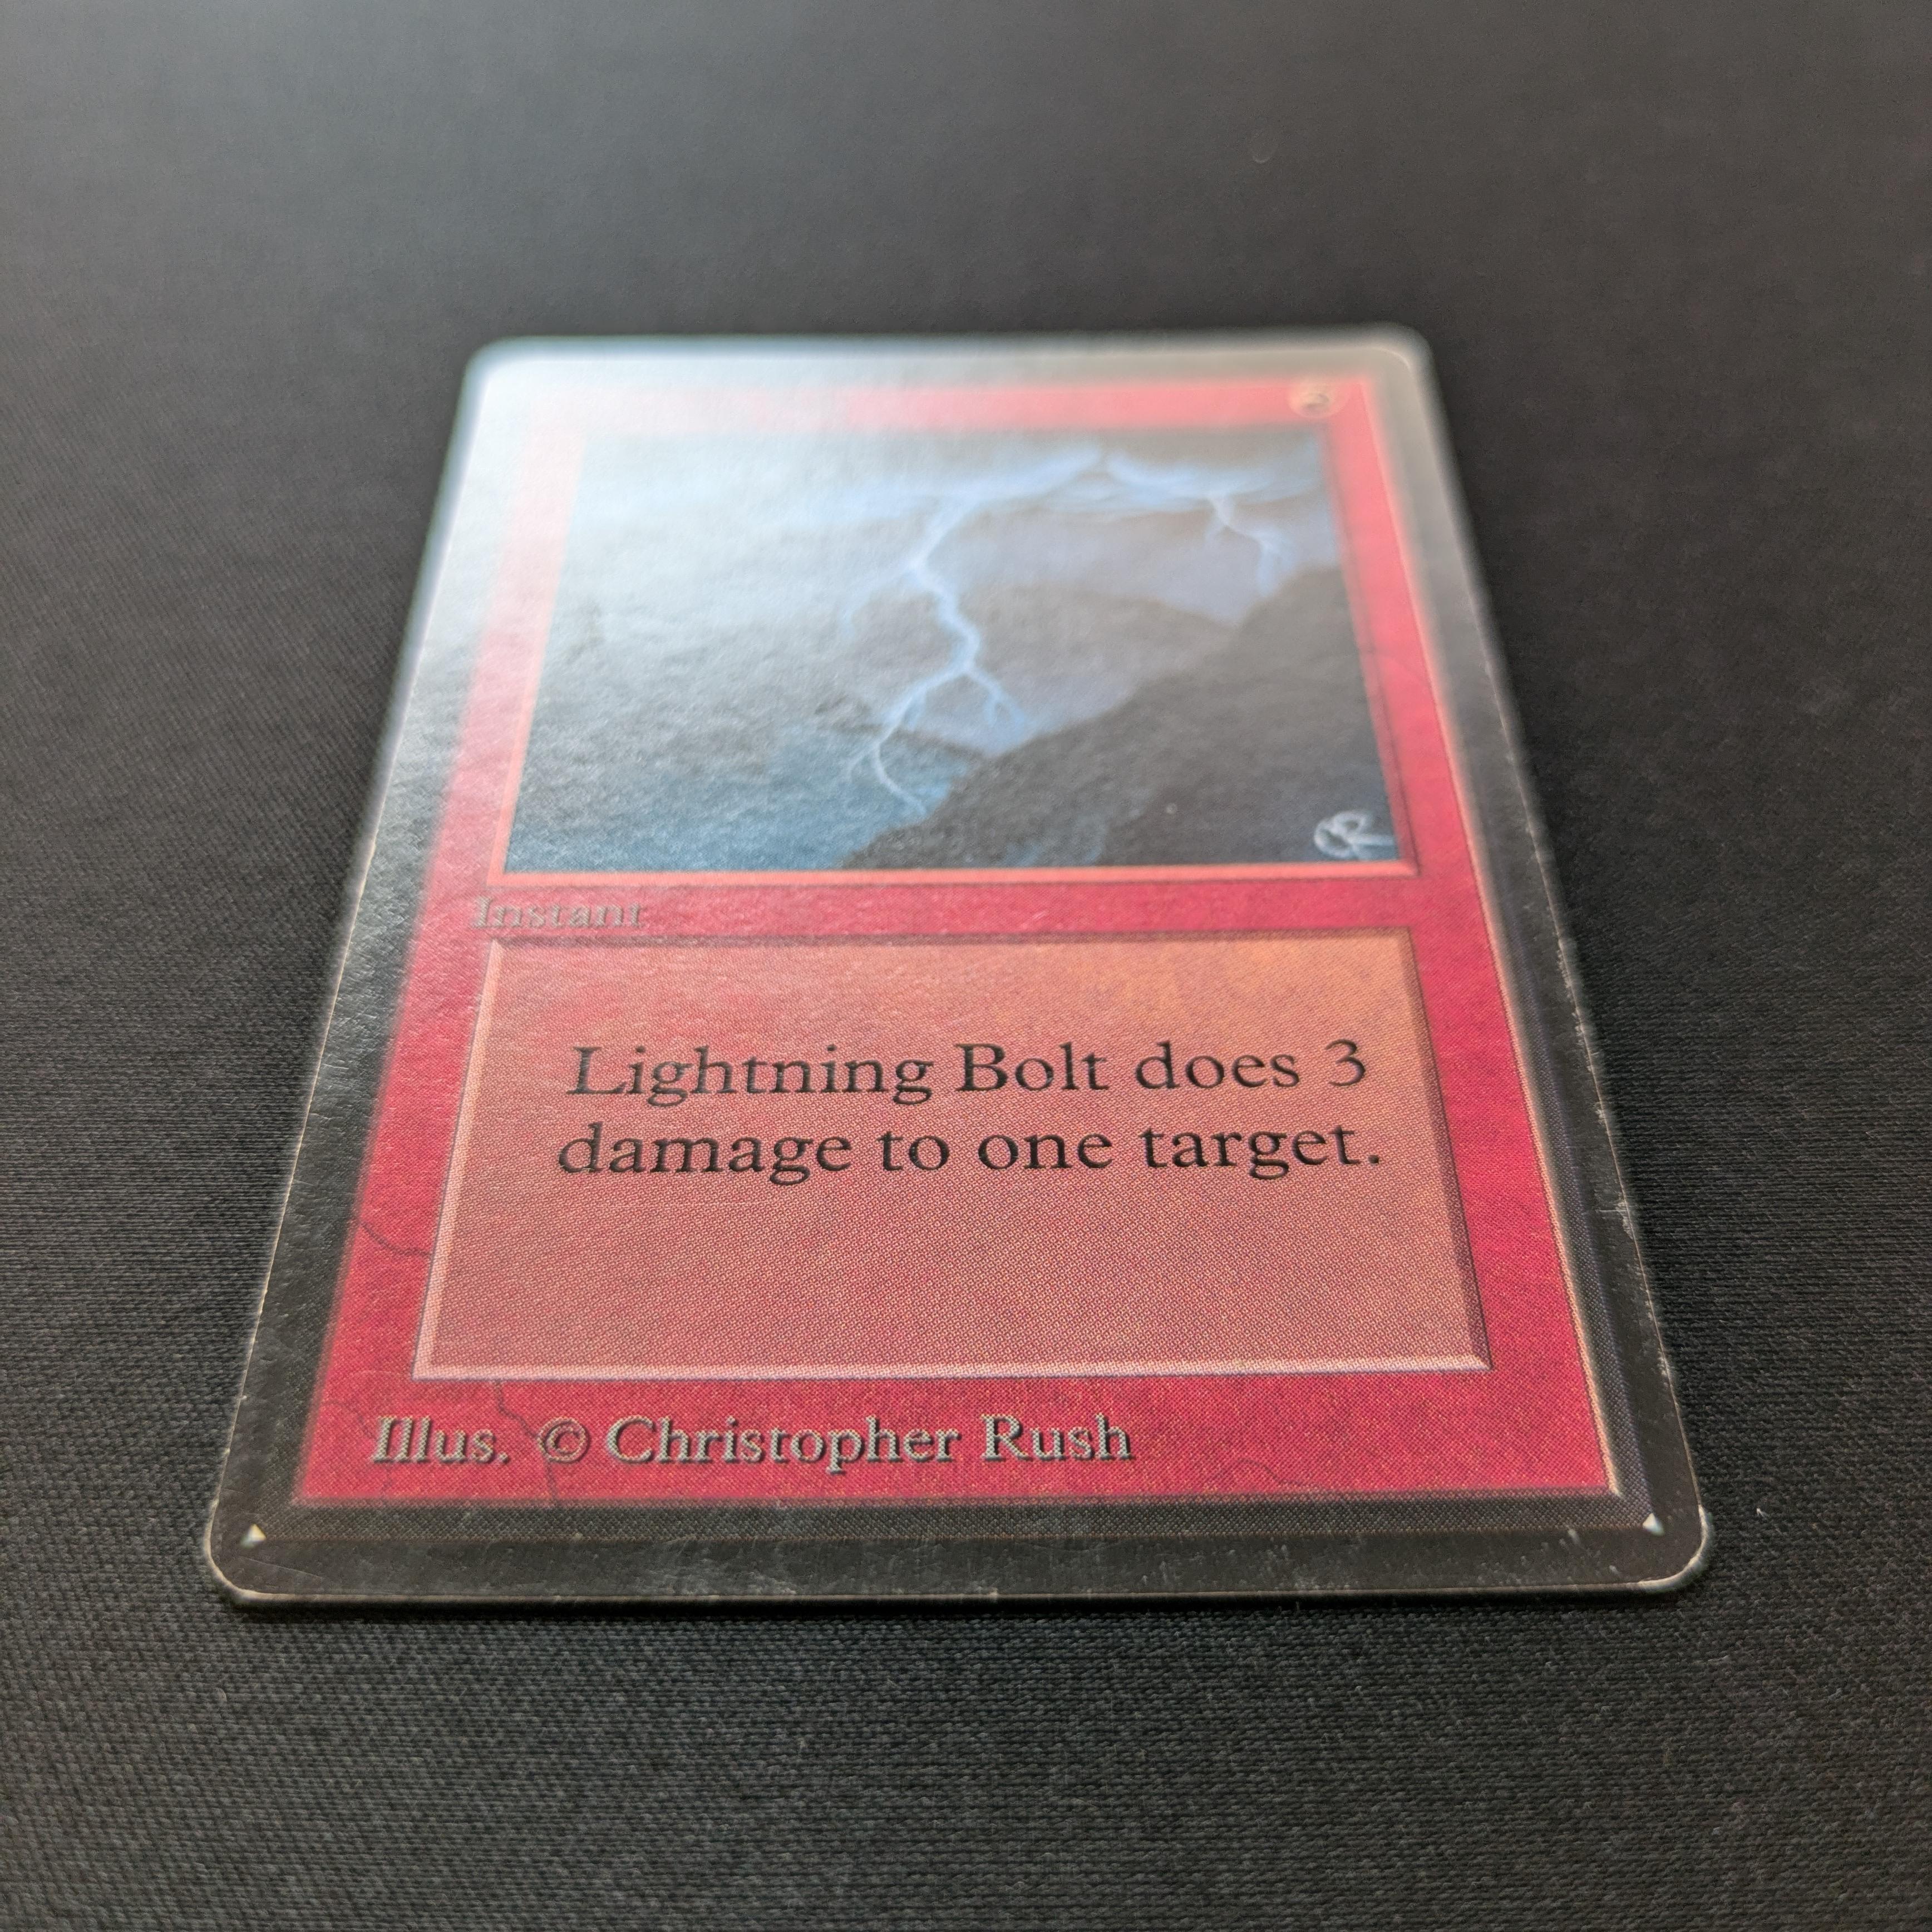 Instant
Lightning Bolt does 3
damage to one target.
Illus. © Christopher Rush